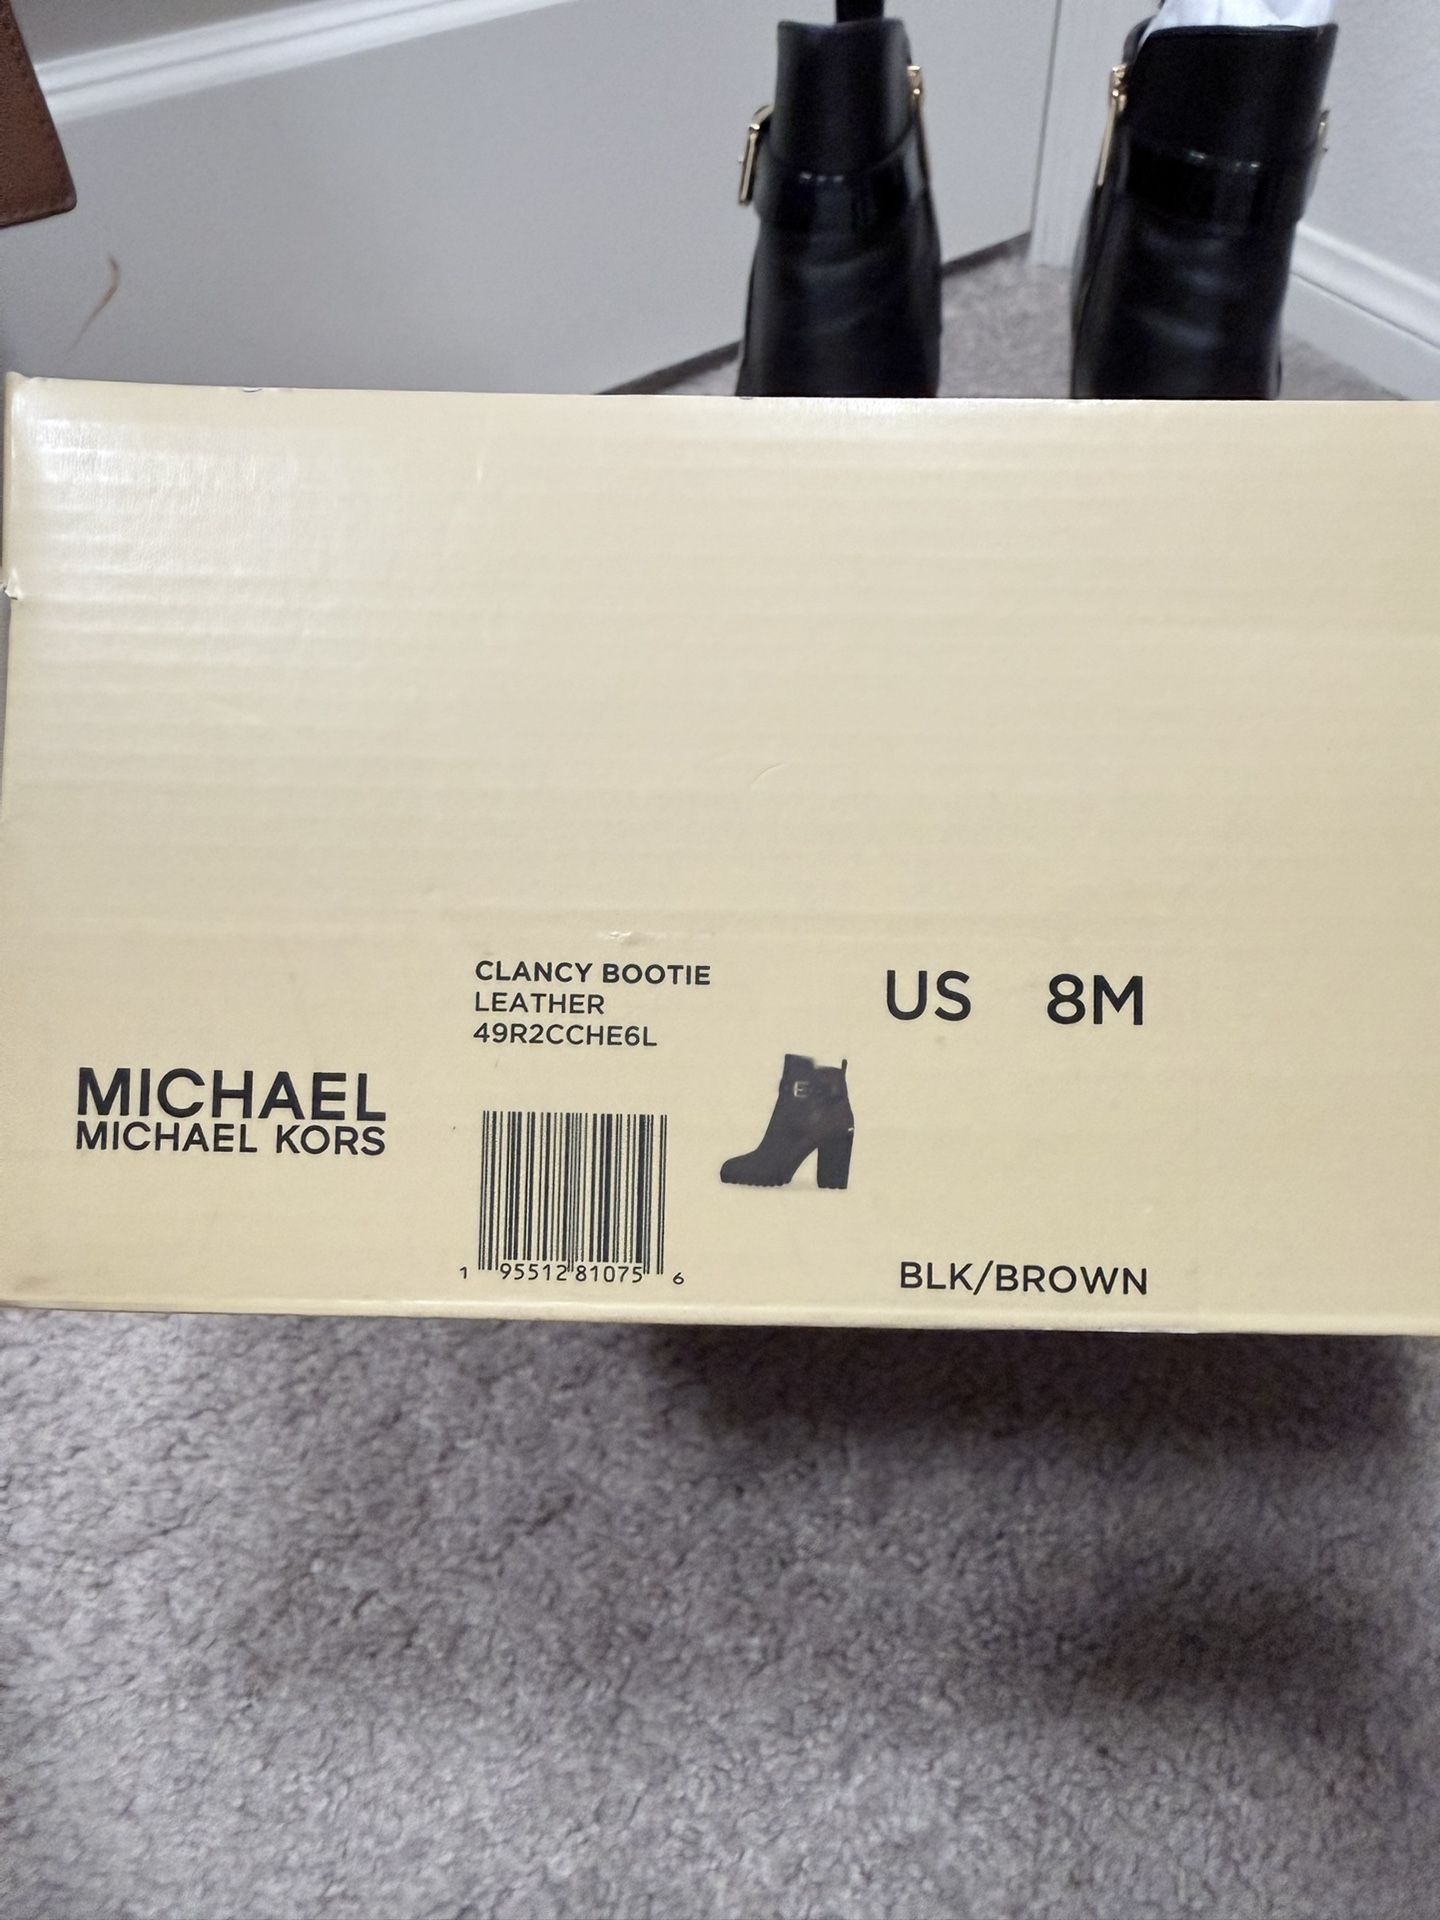 CLANCY BOOTIE
LEATHER
49R2CCHE6L
US 8M
MICHAEL
MICHAEL KORS
1 95512 81075 6
BLK/BROWN